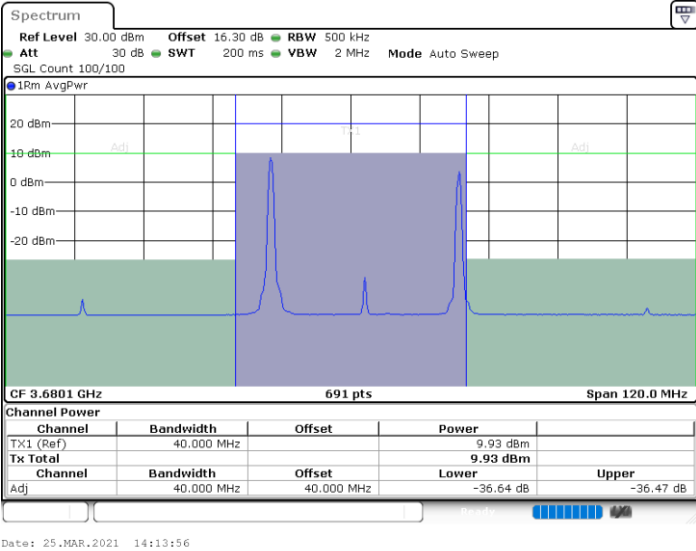 Spectrum
Ref Level 30.00 dBm Offset 16.30 dB RBW 500 kHz
Att 30 dB SWT 200 ms VBW 2 MHz Mode Auto Sweep
SGL Count 100/100
1Rm AvgPwr
20 dBm
TX1
10 dBm
Adj
Adj
0 dBm
-10 dBm
-20 dBm
CF 3.6801 GHz 691 pts Span 120.0 MHz
Channel Power
Channel Bandwidth Offset Power
TX1 (Ref) 40.000 MHz 9.93 dBm
Tx Total 9.93 dBm
Channel Bandwidth Offset Lower Upper
Adj 40.000 MHz 40.000 MHz -36.64 dB -36.47 dB
Ready
Date: 25.MAR.2021 14:13:56